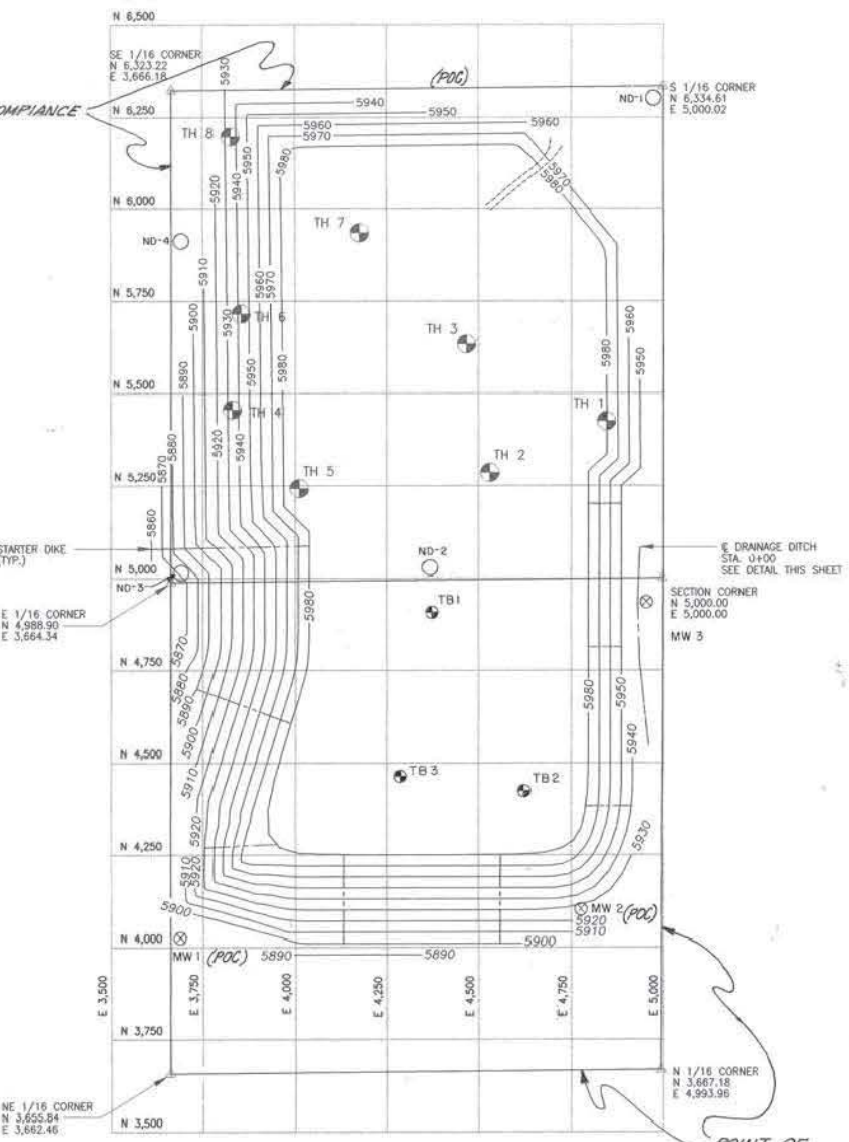 N 6,500
SE 1/16 CORNER
N 6,323.22
E 3,666.18
5930
(POC)
S 1/16 CORNER
N 6,334.61
E 5,000.02
ND-1
5940
5950
5960
5960
5970
5980
N 6,250
TH 8
5920
5940
5950
5970
5980
N 6,000
TH 7
ND-4
5910
5960
5970
N 5,750
5900
5930
TH 6
TH 3
5980
5960
5950
5890
5950
5980
N 5,500
TH 4
TH 1
5920
5940
5880
5870
5880
N 5,250
TH 5
TH 2
5860
STARTER DIKE
(TYP.)
ND-2
N 5,000
ND-3
℄ DRAINAGE DITCH
STA. 0+00
SEE DETAIL THIS SHEET
SECTION CORNER
N 5,000.00
E 5,000.00
MW 3
E 1/16 CORNER
N 4,988.90
E 3,664.34
TB1
5980
5870
5880
5890
5900
5910
N 4,750
5980
5950
5940
N 4,500
TB3
TB2
5920
5930
N 4,250
5910
5920
5900
MW 2 (POC)
5920
5910
5900
N 4,000
MW 1 (POC)
5890
5890
E 3,500
E 3,750
E 4,000
E 4,250
E 4,500
E 4,750
E 5,000
N 3,750
NE 1/16 CORNER
N 3,655.84
E 3,662.46
N 1/16 CORNER
N 3,667.18
E 4,993.96
N 3,500